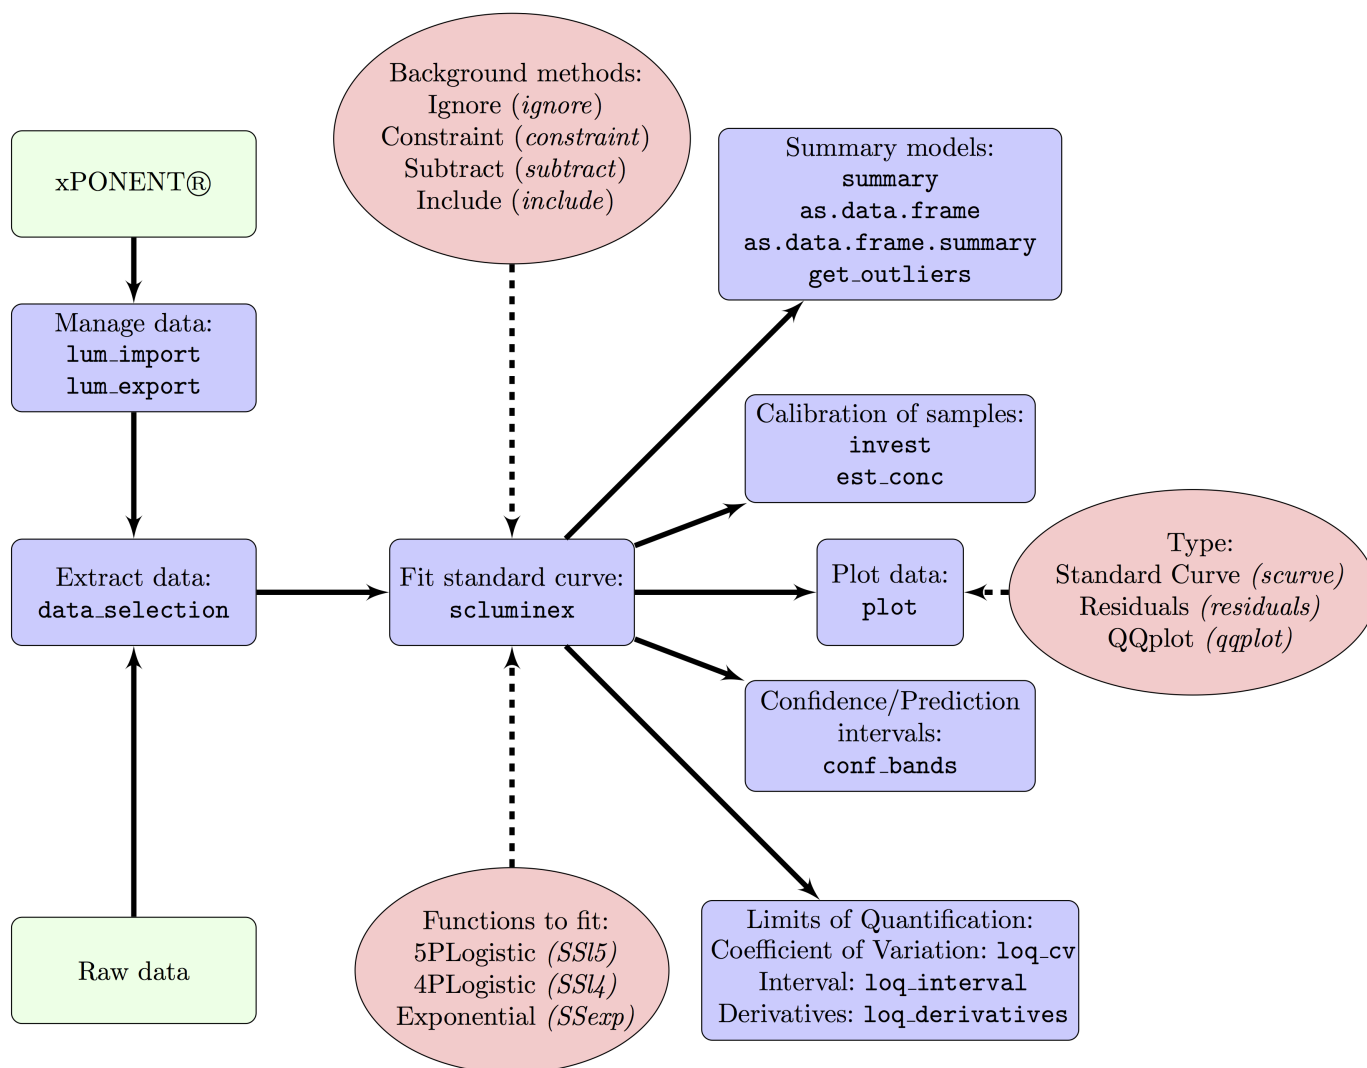 xPONENT®
Manage data:
lum_import
lum_export
Extract data:
data_selection
Raw data
Background methods:
Ignore (ignore)
Constraint (constraint)
Subtract (subtract)
Include (include)
Fit standard curve:
scluminex
Functions to fit:
5PLogistic (SSl5)
4PLogistic (SSl4)
Exponential (SSexp)
Summary models:
summary
as.data.frame
as.data.frame.summary
get_outliers
Calibration of samples:
invest
est_conc
Plot data:
plot
Type:
Standard Curve (scurve)
Residuals (residuals)
QQplot (qqplot)
Confidence/Prediction
intervals:
conf_bands
Limits of Quantification:
Coefficient of Variation: loq_cv
Interval: loq_interval
Derivatives: loq_derivatives